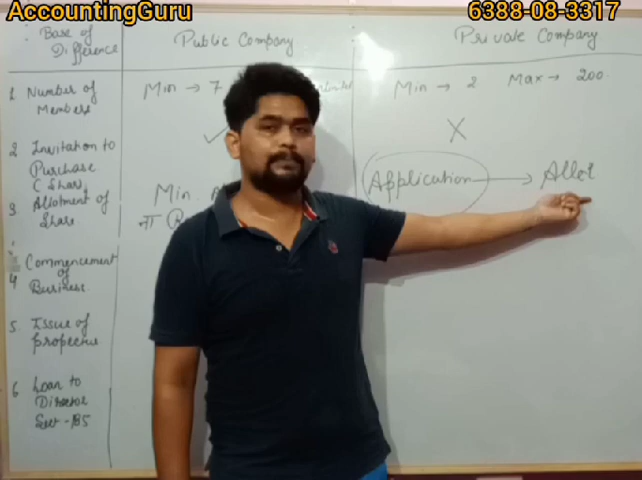 AccountingGuru
6388-08-3317
: Base of
Difference
Public Company
Private Company
1 Number of
Members
Min → 7
Min → 2 Max → 200.
2 Invitation to
Purchase
(Share)
✓
X
3 Allotment of
Share
Min
ना
Application → Allot
4 Commencement
of
Business
5 Issue of
propectus
6 Loan to
Director
Sect - 185